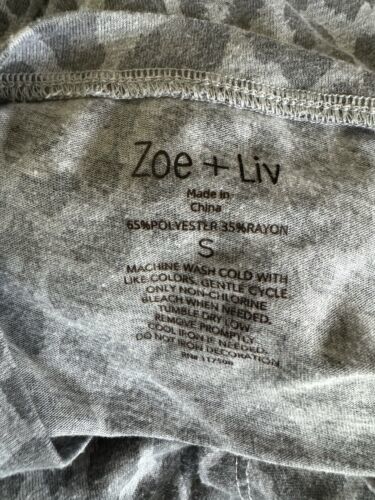 Zoe + Liv
Made in
China
65%POLYESTER 35%RAYON
S
MACHINE WASH COLD WITH
LIKE COLORS. GENTLE CYCLE.
ONLY NON-CHLORINE
BLEACH WHEN NEEDED.
TUMBLE DRY LOW.
REMOVE PROMPTLY.
COOL IRON IF NEEDED.
DO NOT IRON DECORATION